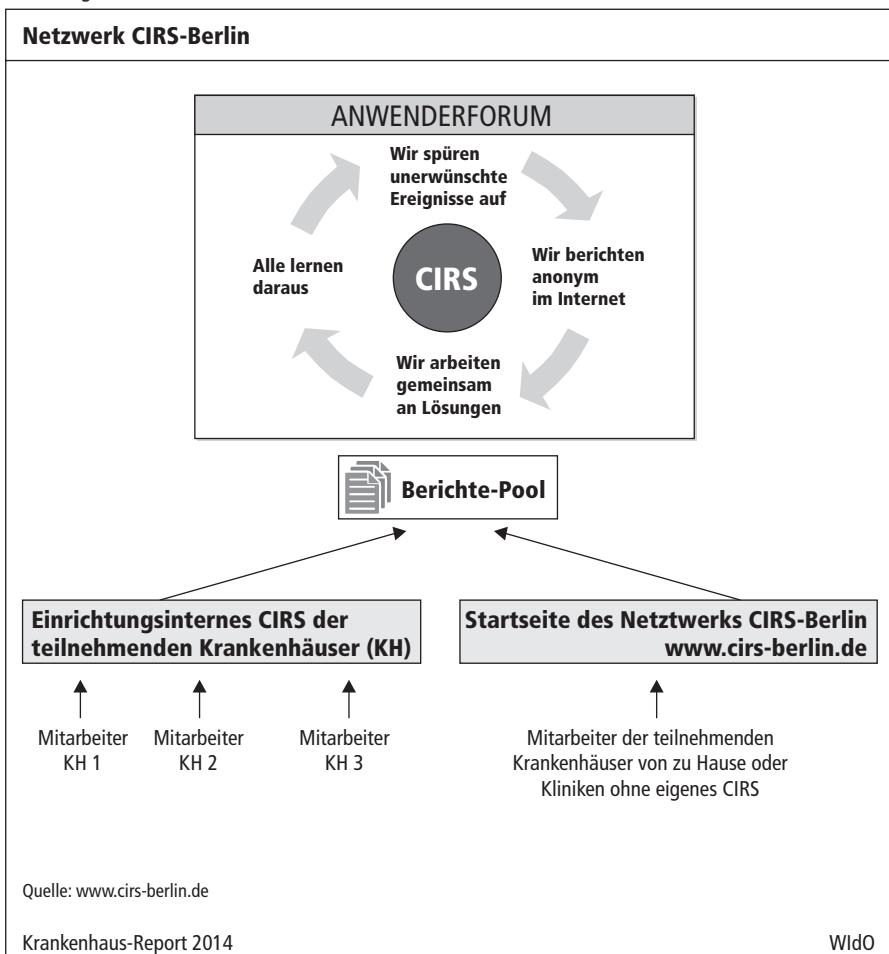 Netzwerk CIRS-Berlin
ANWENDERFORUM
Wir spüren
unerwünschte
Ereignisse auf
Wir berichten
anonym
im Internet
Wir arbeiten
gemeinsam
an Lösungen
Alle lernen
daraus
CIRS
Berichte-Pool
Einrichtungsinternes CIRS der
teilnehmenden Krankenhäuser (KH)
Startseite des Netztwerks CIRS-Berlin
www.cirs-berlin.de
Mitarbeiter
KH 1
Mitarbeiter
KH 2
Mitarbeiter
KH 3
Mitarbeiter der teilnehmenden
Krankenhäuser von zu Hause oder
Kliniken ohne eigenes CIRS
Quelle: www.cirs-berlin.de
Krankenhaus-Report 2014
WIdO